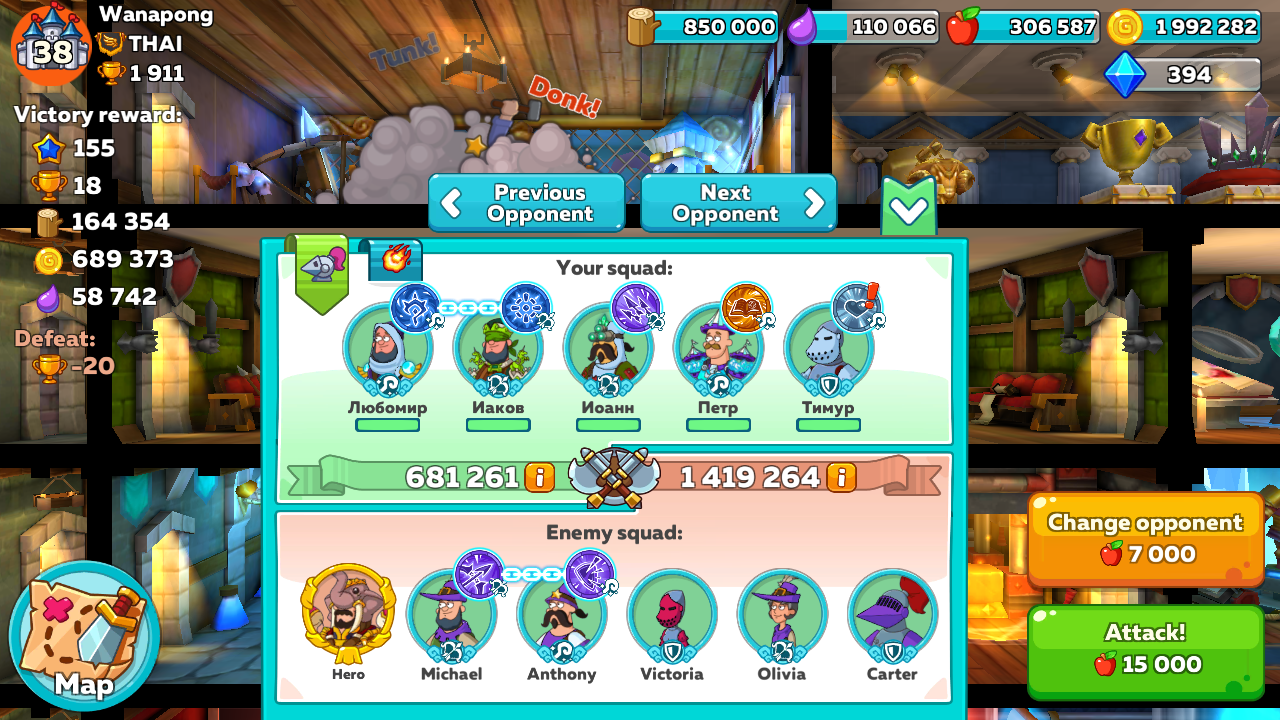 38
Wanapong
THAI
1 911
850 000
110 066
306 587
1 992 282
394
Tunk!
Donk!
Victory reward:
155
18
164 354
689 373
58 742
Defeat:
-20
Previous
Opponent
Next
Opponent
Your squad:
Любомир
Иаков
Иоанн
Петр
Тимур
681 261
1 419 264
Enemy squad:
Hero
Michael
Anthony
Victoria
Olivia
Carter
Change opponent
7 000
Attack!
15 000
Map